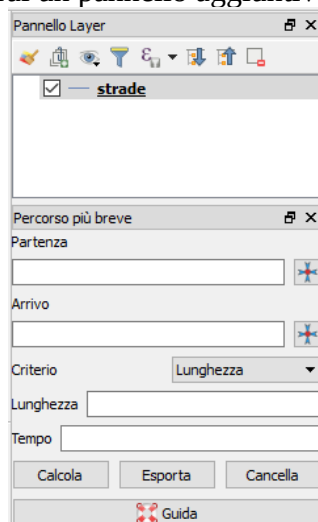 Pannello Layer
strade
Percorso più breve
Partenza
Arrivo
Criterio Lunghezza
Lunghezza
Tempo
Calcola Esporta Cancella
Guida